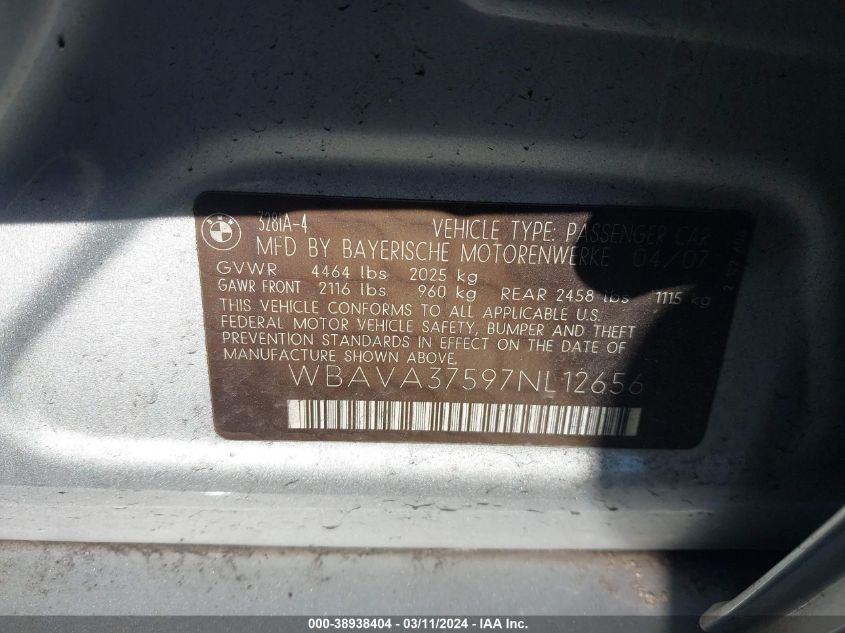 BMW
328iA-4 VEHICLE TYPE: PASSENGER CAR
MFD BY BAYERISCHE MOTORENWERKE 04/07
GVWR 4464 lbs 2025 kg
GAWR FRONT 2116 lbs 960 kg REAR 2458 lbs 1115 kg
THIS VEHICLE CONFORMS TO ALL APPLICABLE U.S.
FEDERAL MOTOR VEHICLE SAFETY, BUMPER AND THEFT
PREVENTION STANDARDS IN EFFECT ON THE DATE OF
MANUFACTURE SHOWN ABOVE.
WBAVA37597NL12656
000-38938404 - 03/11/2024 - IAA Inc.